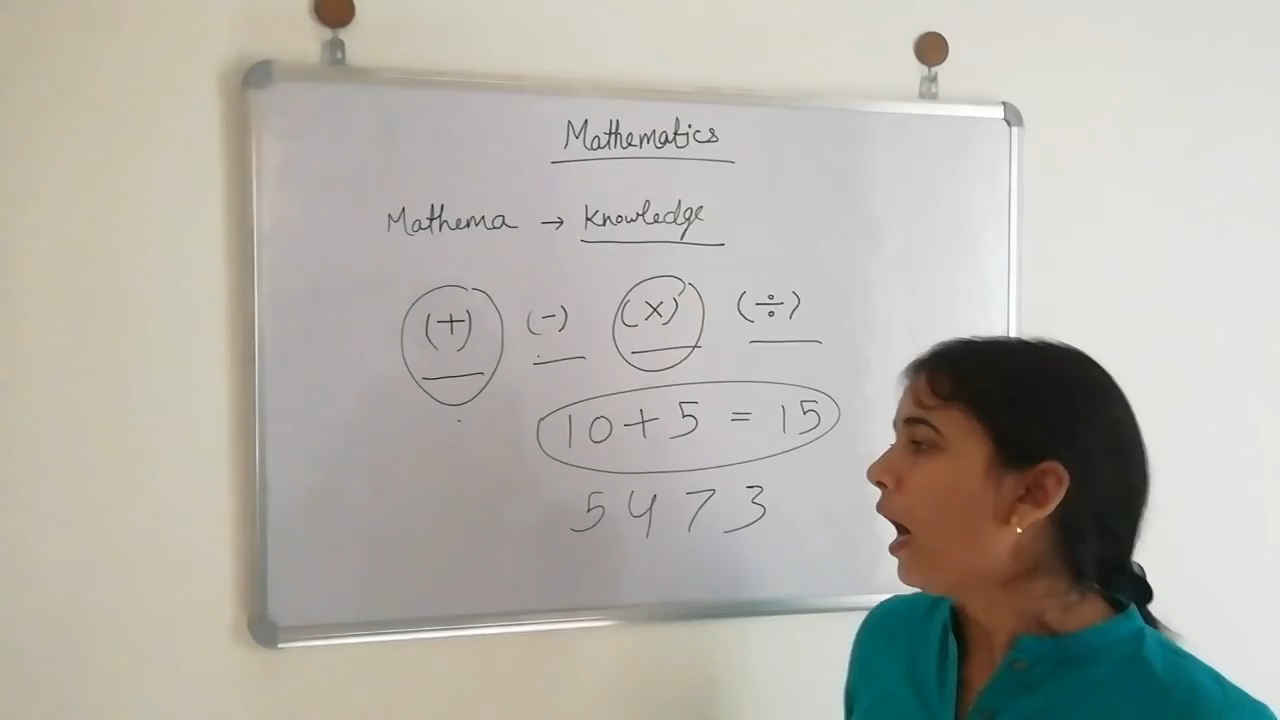 Mathematics
Mathema → Knowledge
(+) (-) (×) (÷)
10 + 5 = 15
5473